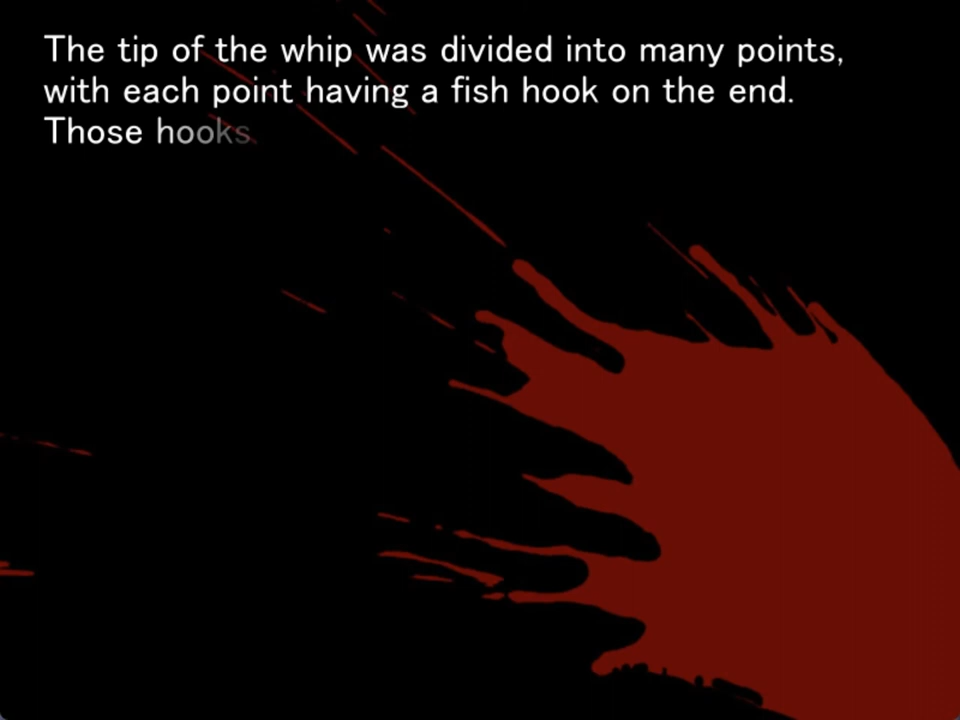 The tip of the whip was divided into many points,
with each point having a fish hook on the end.
Those hooks